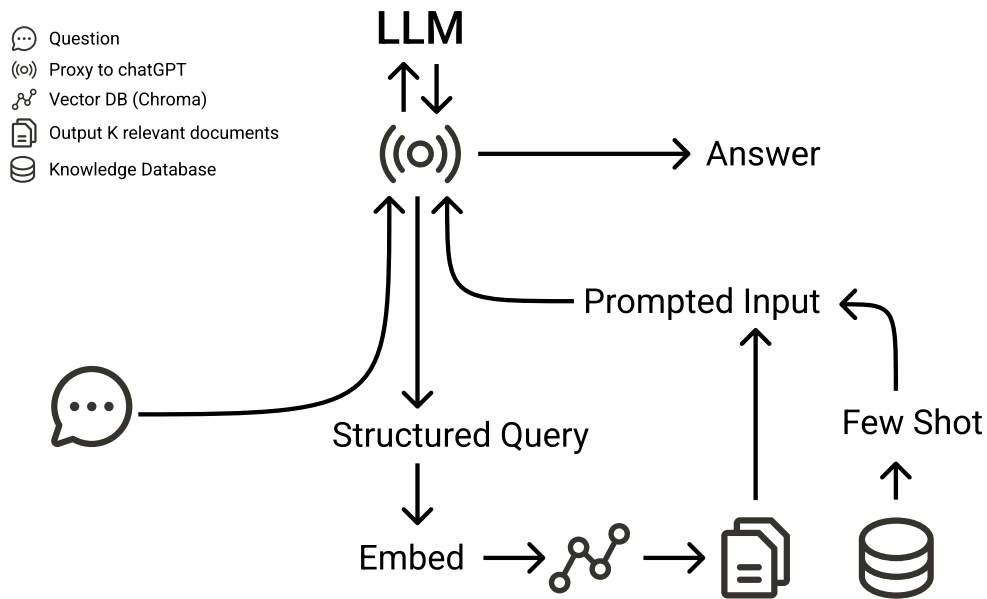 LLM
Question
Proxy to chatGPT
Vector DB (Chroma)
Output K relevant documents
Knowledge Database
Answer
Prompted Input
Few Shot
Structured Query
Embed